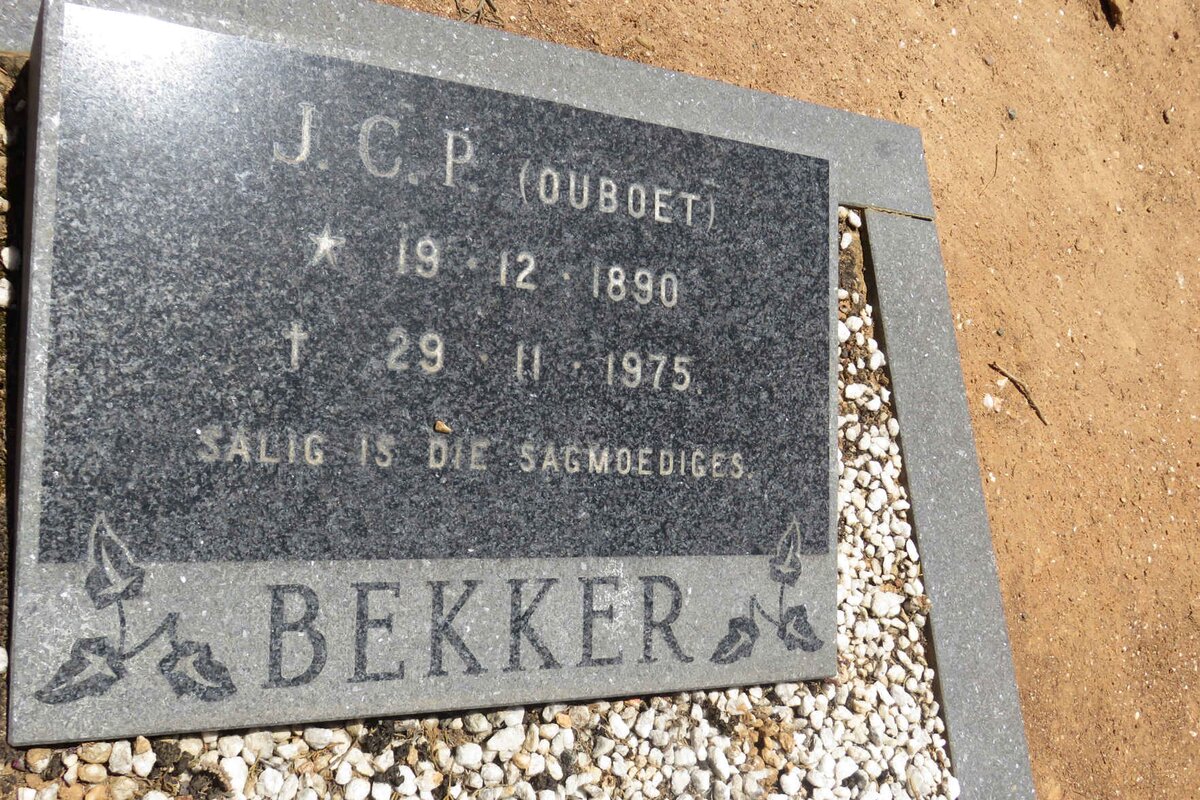 J.C.P. (OUBOET)
★ 19·12·1890
† 29·11·1975
SALIG IS DIE SAGMOEDIGES.
BEKKER